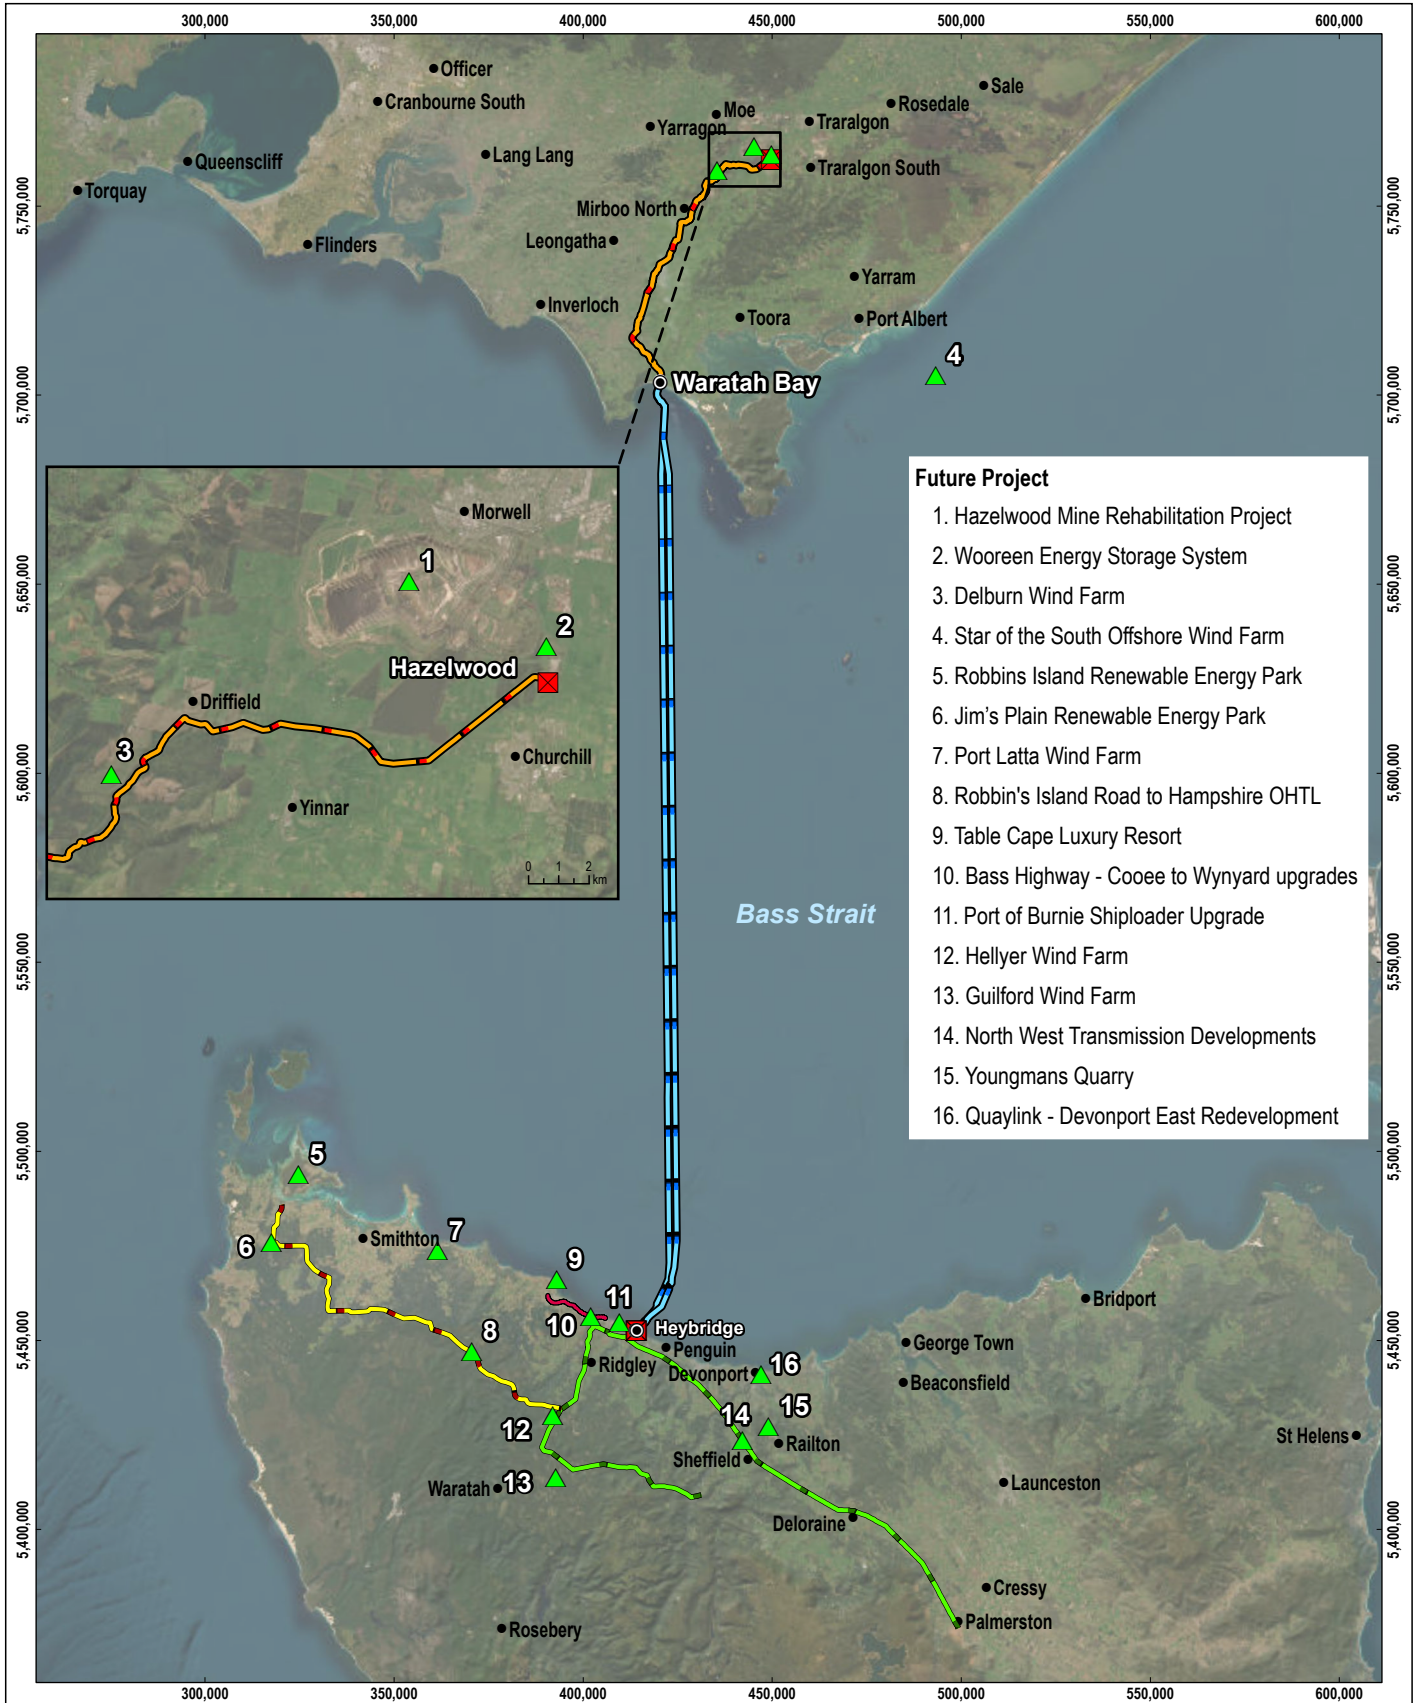 300,000
350,000
400,000
450,000
500,000
550,000
600,000
Officer
Cranbourne South
Sale
Rosedale
Moe
Yarragon
Traralgon
Lang Lang
Queenscliff
Traralgon South
Torquay
5,750,000
5,750,000
Mirboo North
Flinders
Leongatha
Yarram
Inverloch
Toora
Port Albert
4
Waratah Bay
5,700,000
5,700,000
Morwell
1
2
Hazelwood
Driffield
3
Churchill
Yinnar
0 1 2
km
5,650,000
5,650,000
5,600,000
5,600,000
Future Project
1. Hazelwood Mine Rehabilitation Project
2. Wooreen Energy Storage System
3. Delburn Wind Farm
4. Star of the South Offshore Wind Farm
5. Robbins Island Renewable Energy Park
6. Jim's Plain Renewable Energy Park
7. Port Latta Wind Farm
8. Robbin's Island Road to Hampshire OHTL
9. Table Cape Luxury Resort
10. Bass Highway - Cooee to Wynyard upgrades
11. Port of Burnie Shiploader Upgrade
12. Hellyer Wind Farm
13. Guilford Wind Farm
14. North West Transmission Developments
15. Youngmans Quarry
16. Quaylink - Devonport East Redevelopment
Bass Strait
5,550,000
5,550,000
5,500,000
5,500,000
5
6
Smithton
7
9
10
11
Heybridge
Bridport
5,450,000
5,450,000
8
Ridgley
Penguin
Devonport
16
George Town
Beaconsfield
12
14
15
Railton
Sheffield
St Helens
Waratah
13
Launceston
Deloraine
5,400,000
5,400,000
Cressy
Palmerston
Rosebery
300,000
350,000
400,000
450,000
500,000
550,000
600,000